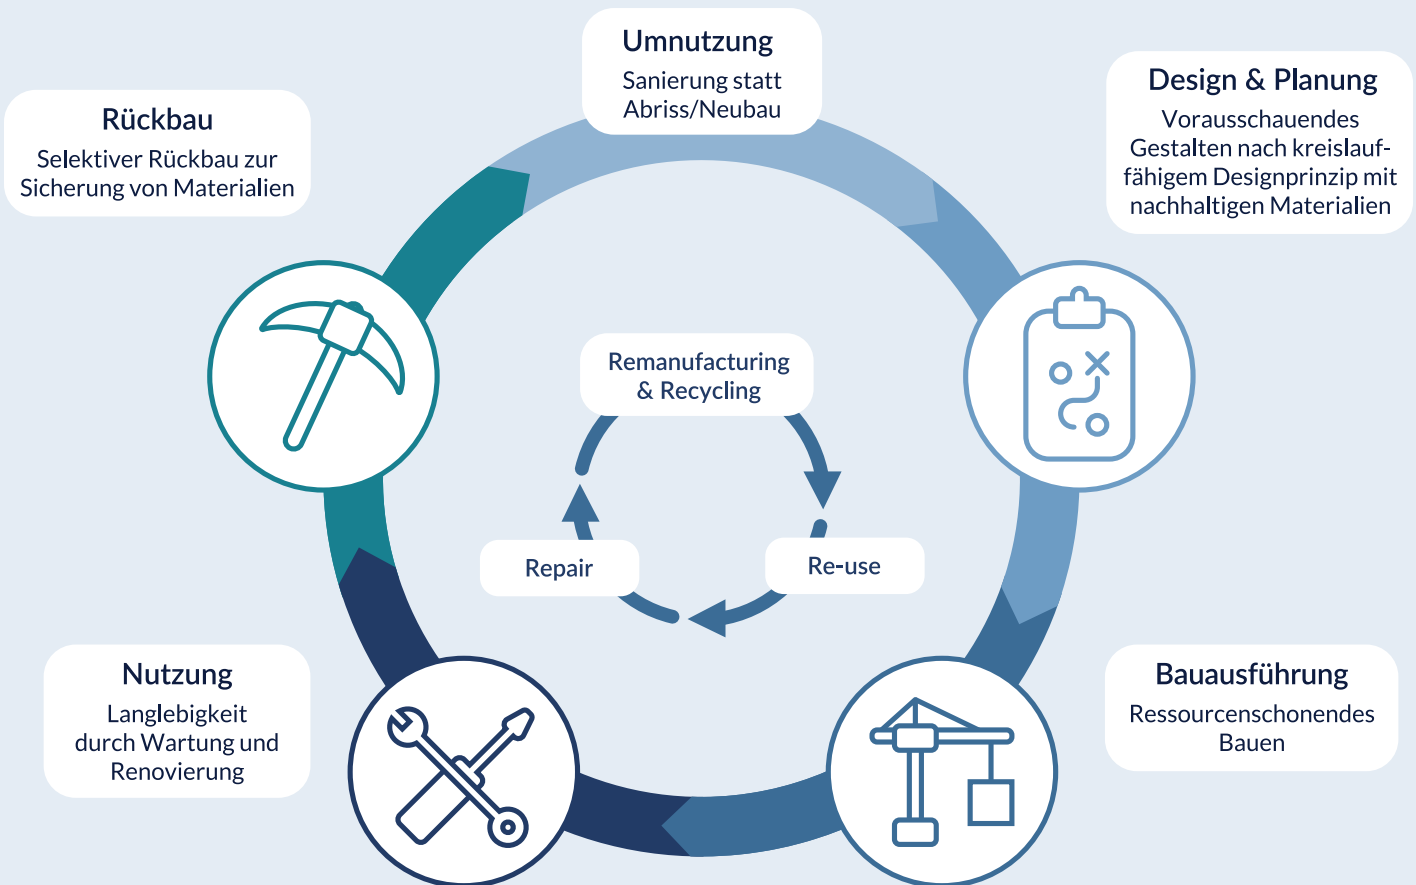 Umnutzung
Sanierung statt
Abriss/Neubau
Design & Planung
Vorausschauendes
Gestalten nach kreislauf-
fähigem Designprinzip mit
nachhaltigen Materialien
Rückbau
Selektiver Rückbau zur
Sicherung von Materialien
Remanufacturing
& Recycling
Repair
Re-use
Nutzung
Langlebigkeit
durch Wartung und
Renovierung
Bauausführung
Ressourcenschonendes
Bauen